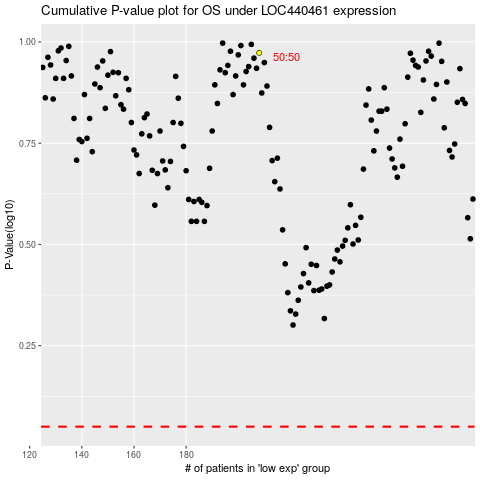 Cumulative P-value plot for OS under LOC440461 expression
1.00
50:50
0.75
P-Value(log10)
0.50
0.25
120 140 160 180
# of patients in 'low exp' group